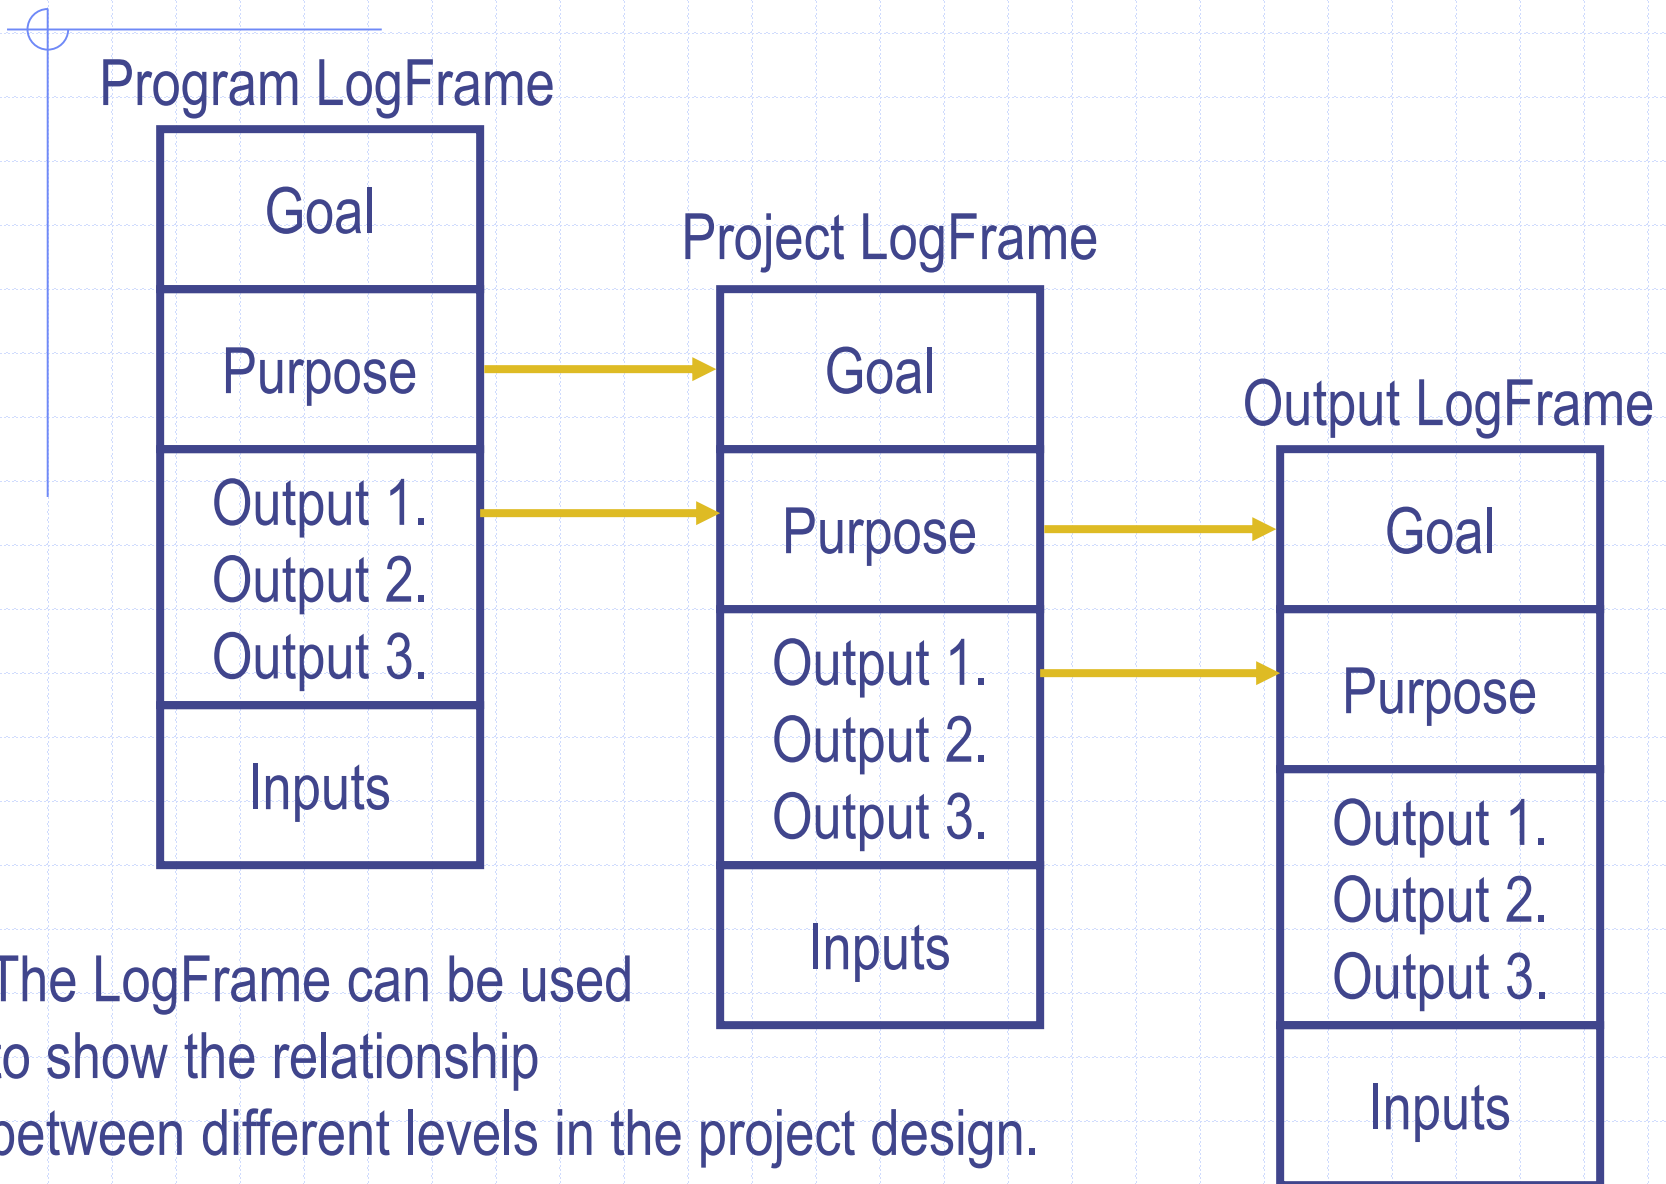 Program LogFrame
Goal
Purpose
Output 1.
Output 2.
Output 3.
Inputs
Project LogFrame
Goal
Purpose
Output 1.
Output 2.
Output 3.
Inputs
Output LogFrame
Goal
Purpose
Output 1.
Output 2.
Output 3.
Inputs
The LogFrame can be used
to show the relationship
between different levels in the project design.